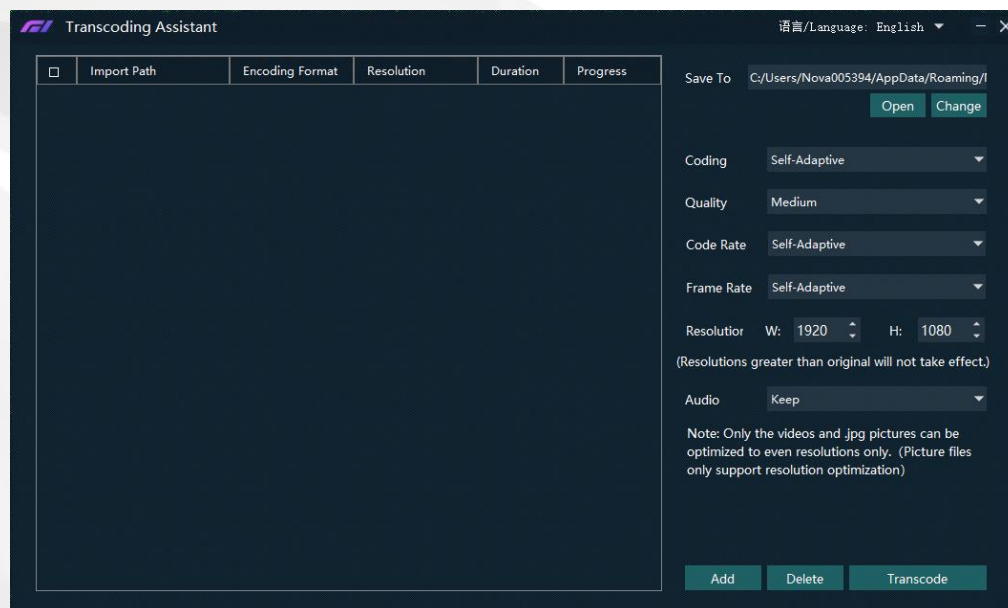 Transcoding Assistant
语言/Language: English
Import Path Encoding Format Resolution Duration Progress
Save To C:/Users/Nova005394/AppData/Roaming/
Open Change
Coding Self-Adaptive
Quality Medium
Code Rate Self-Adaptive
Frame Rate Self-Adaptive
Resolution W: 1920 H: 1080
(Resolutions greater than original will not take effect.)
Audio Keep
Note: Only the videos and .jpg pictures can be
optimized to even resolutions only. (Picture files
only support resolution optimization)
Add Delete Transcode